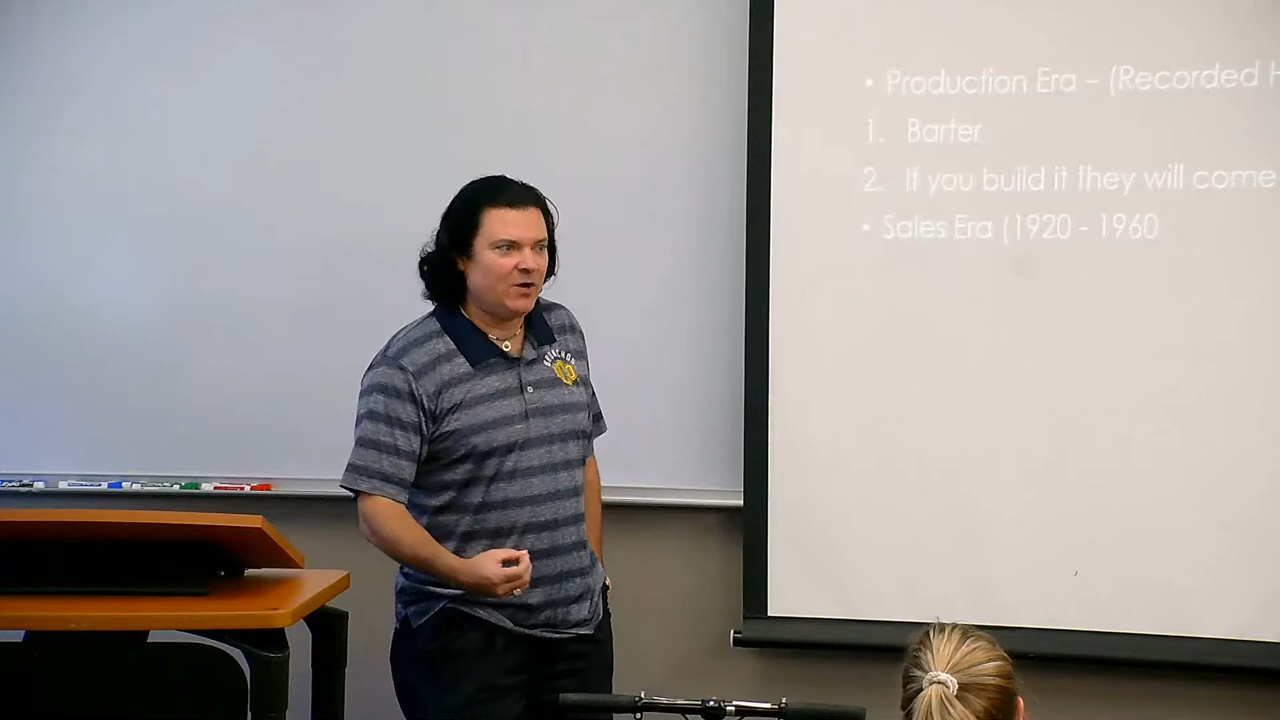 • Production Era – (Recorded H
1. Barter
2. If you build it they will come
• Sales Era (1920 - 1960